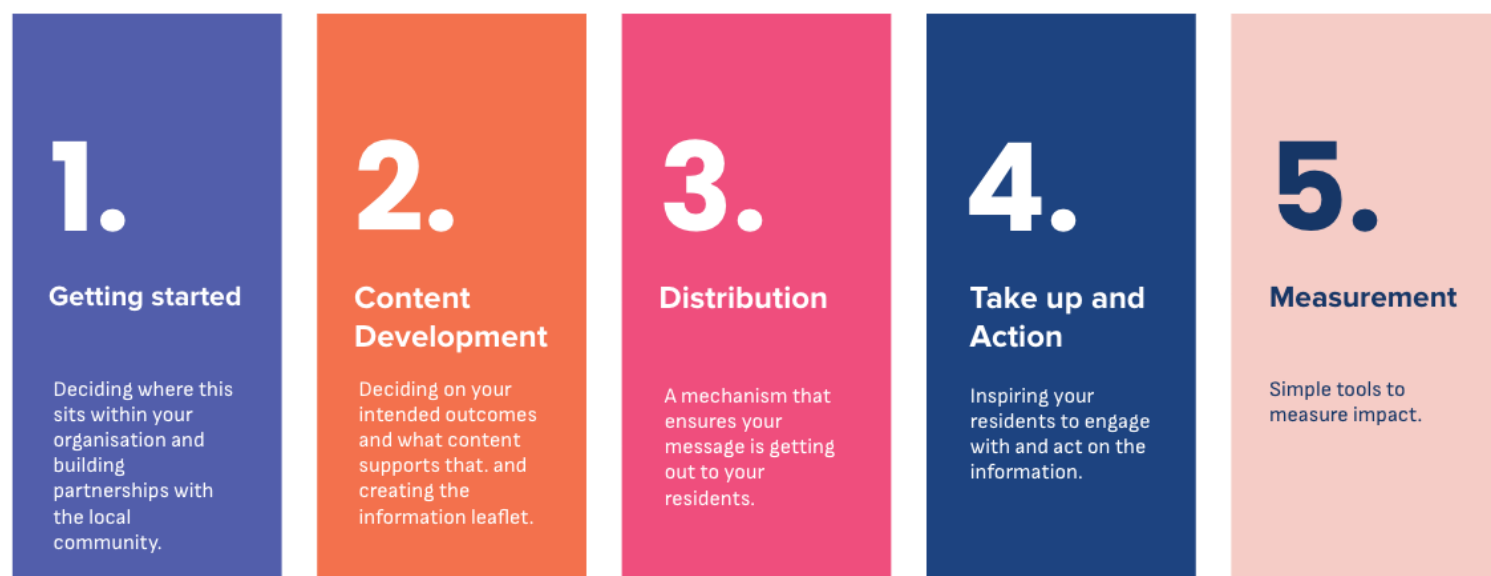 1.
Getting started
Deciding where this
sits within your
organisation and
building
partnerships with
the local
community.
2.
Content
Development
Deciding on your
intended outcomes
and what content
supports that. and
creating the
information leaflet.
3.
Distribution
A mechanism that
ensures your
message is getting
out to your
residents.
4.
Take up and
Action
Inspiring your
residents to engage
with and act on the
information.
5.
Measurement
Simple tools to
measure impact.